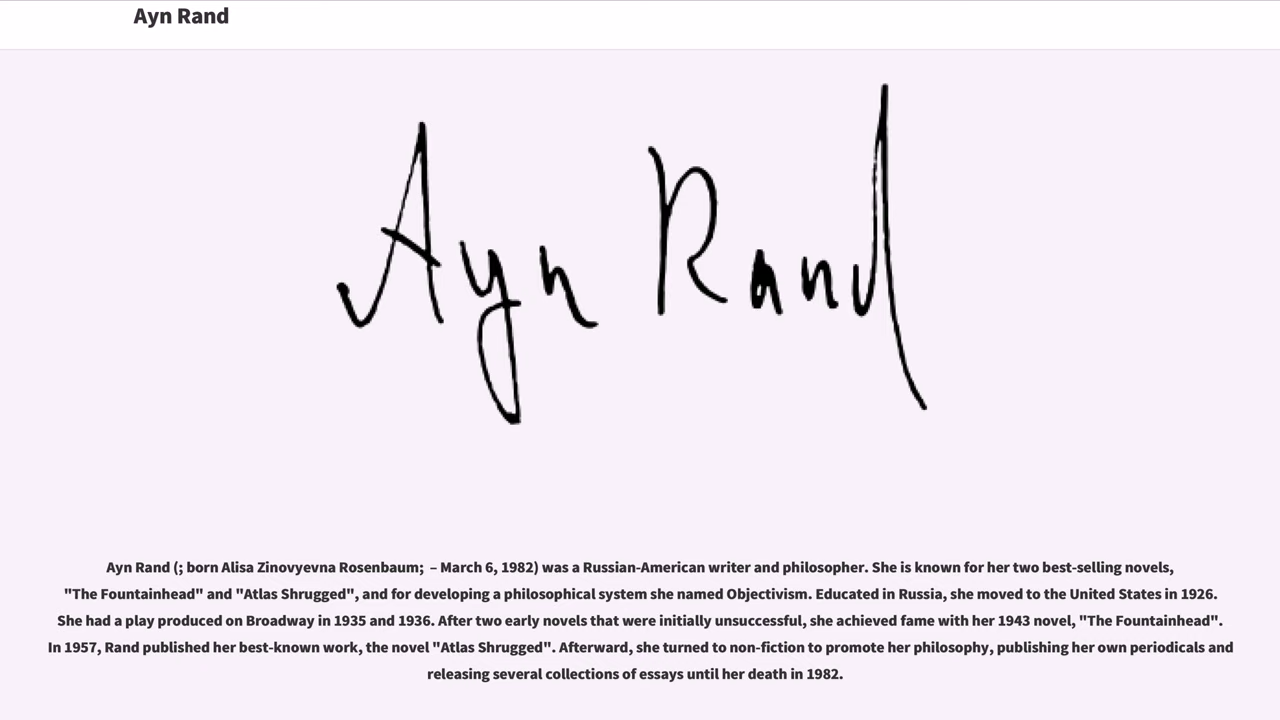 Ayn Rand
Ayn Rand
Ayn Rand (; born Alisa Zinovyevna Rosenbaum;  – March 6, 1982) was a Russian-American writer and philosopher. She is known for her two best-selling novels,
"The Fountainhead" and "Atlas Shrugged", and for developing a philosophical system she named Objectivism. Educated in Russia, she moved to the United States in 1926.
She had a play produced on Broadway in 1935 and 1936. After two early novels that were initially unsuccessful, she achieved fame with her 1943 novel, "The Fountainhead".
In 1957, Rand published her best-known work, the novel "Atlas Shrugged". Afterward, she turned to non-fiction to promote her philosophy, publishing her own periodicals and
releasing several collections of essays until her death in 1982.